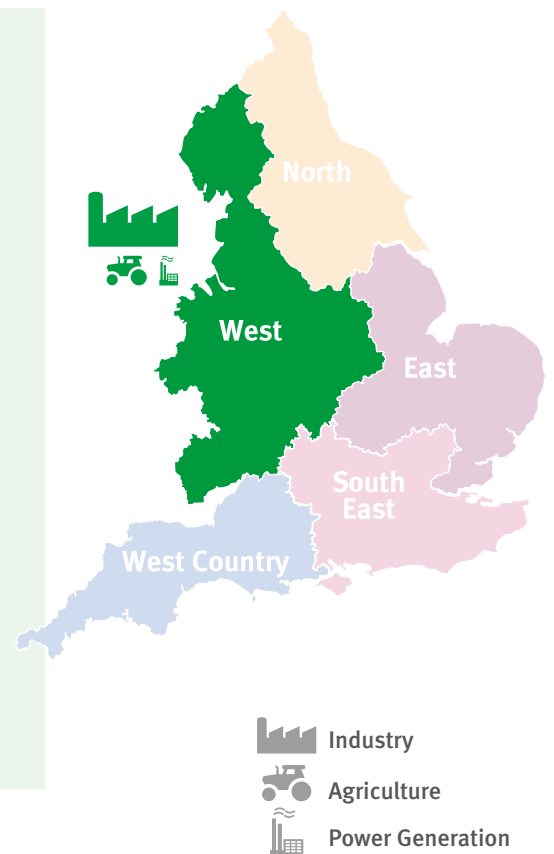 North
West
East
South
East
West Country
Industry
Agriculture
Power Generation